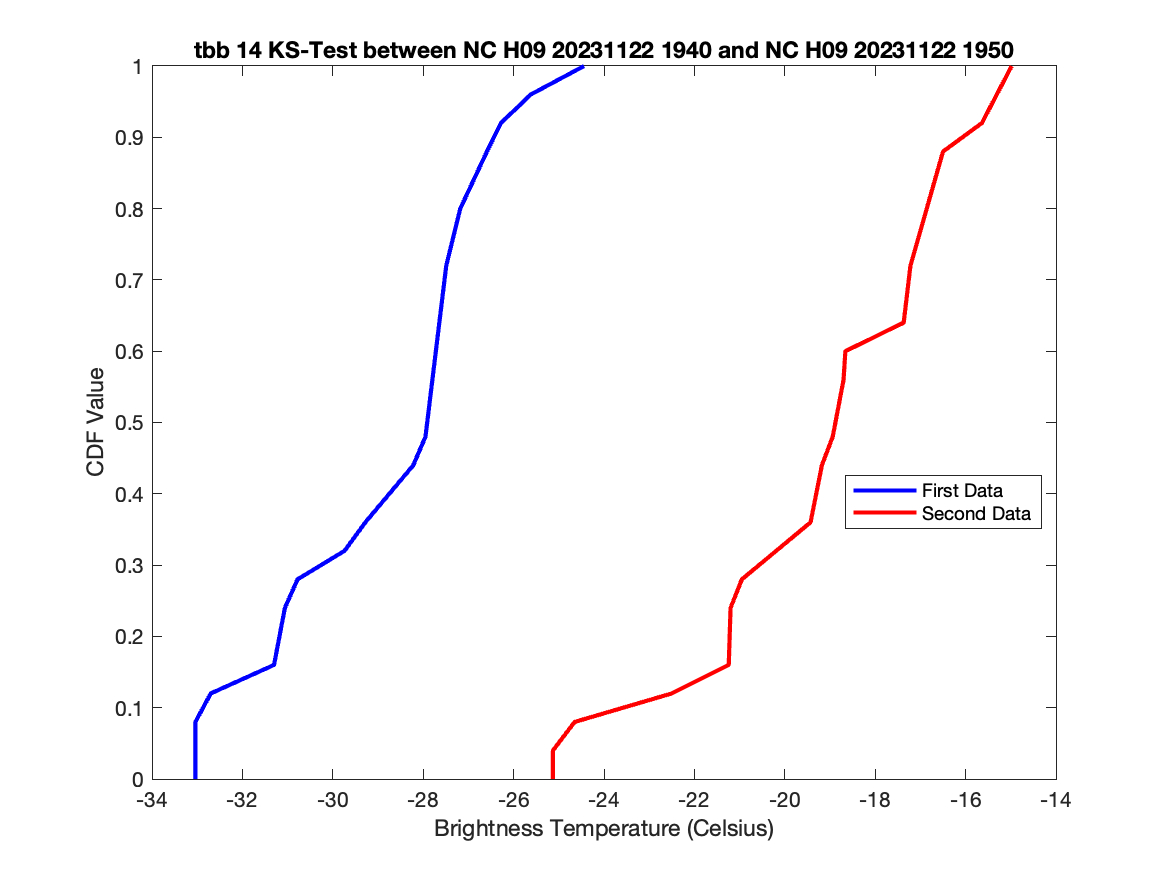 tbb 14 KS-Test between NC H09 20231122 1940 and NC H09 20231122 1950
1
0.9
0.8
0.7
0.6
0.5
0.4
0.3
0.2
0.1
0
CDF Value
First Data
Second Data
-34 -32 -30 -28 -26 -24 -22 -20 -18 -16 -14
Brightness Temperature (Celsius)